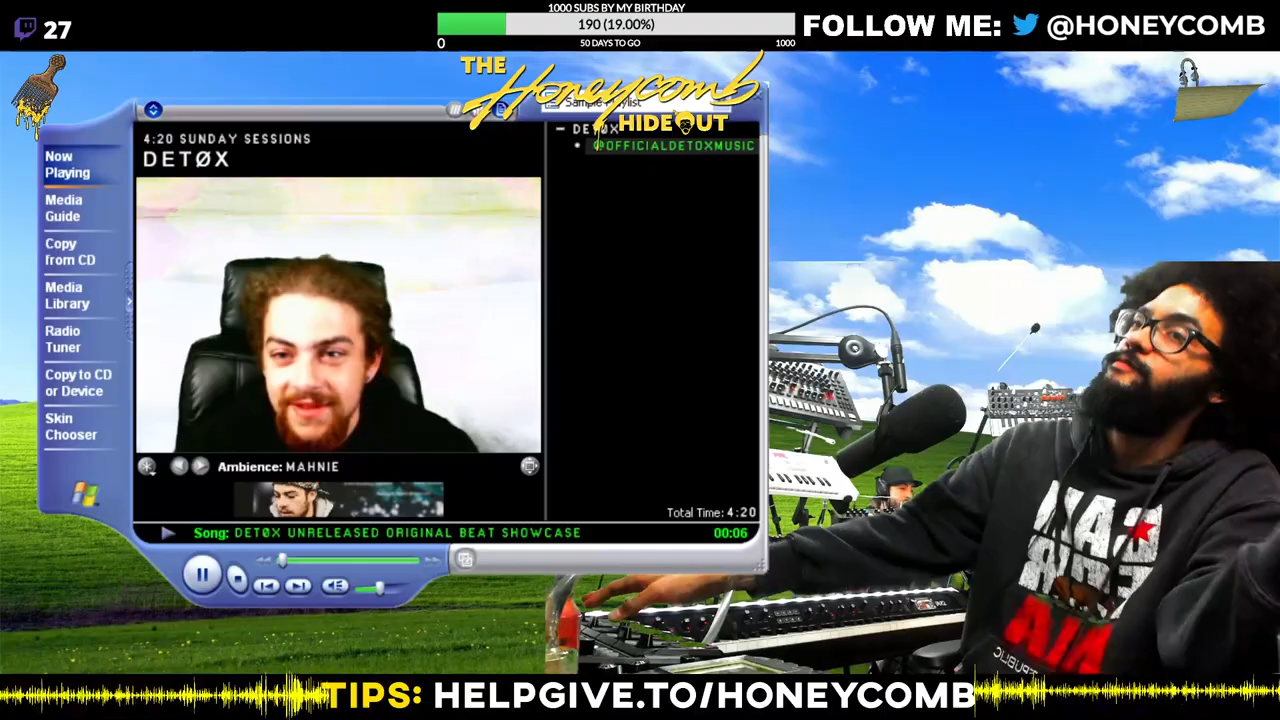 27
1000 SUBS BY MY BIRTHDAY
190 (19.00%)
0
50 DAYS TO GO
1000
FOLLOW ME: @HONEYCOMB
THE
Honeycomb
HIDEOUT
Sample Playlist
4:20 SUNDAY SESSIONS
DETØX
DETØX
@OFFICIALDETOXMUSIC
Now
Playing
Media
Guide
Copy
from CD
Media
Library
Radio
Tuner
Copy to CD
or Device
Skin
Chooser
Ambience: MAHNIE
Total Time: 4:20
Song: DETØX UNRELEASED ORIGINAL BEAT SHOWCASE
00:06
TIPS: HELPGIVE.TO/HONEYCOMB